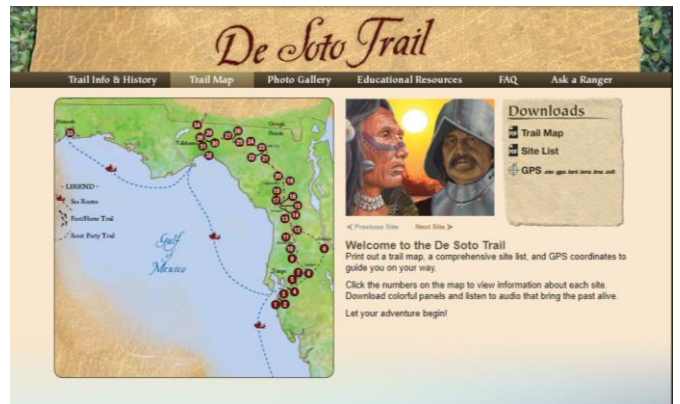 De Soto Trail
Trail Info & History Trail Map Photo Gallery Educational Resources FAQ Ask a Ranger
Georgia
Florida
- LEGEND -
Sea Routes
Foot/Horse Trail
Scout Party Trail
Gulf
of
Mexico
Tampa
Previous Site Next Site
Downloads
Trail Map
Site List
GPS
Welcome to the De Soto Trail
Print out a trail map, a comprehensive site list, and GPS coordinates to
guide you on your way.
Click the numbers on the map to view information about each site.
Download colorful panels and listen to audio that bring the past alive.
Let your adventure begin!